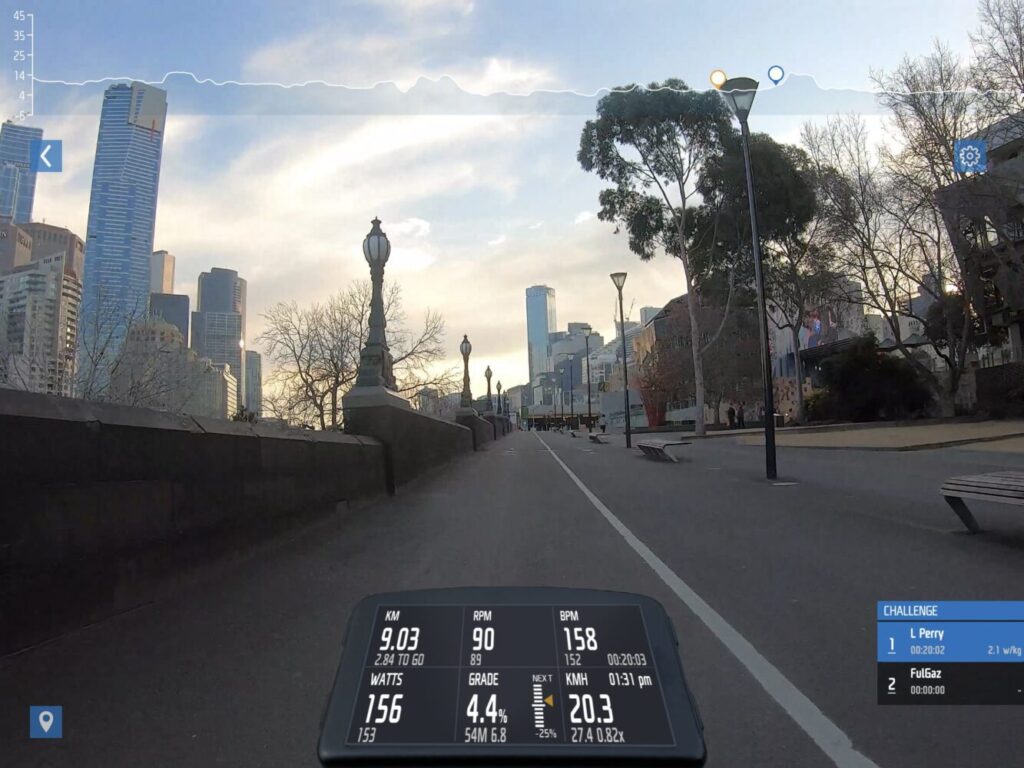 45
35
25
14
4
-6
CHALLENGE
1 L Perry
00:20:02 2.1 w/kg
2 FulGaz
00:00:00 -
KM RPM BPM
9.03 90 158
2.84 TO GO 89 152 00:20:03
WATTS GRADE NEXT KMH 01:31 pm
156 4.4% 20.3
153 54M 6.8 -25% 27.4 0.82x